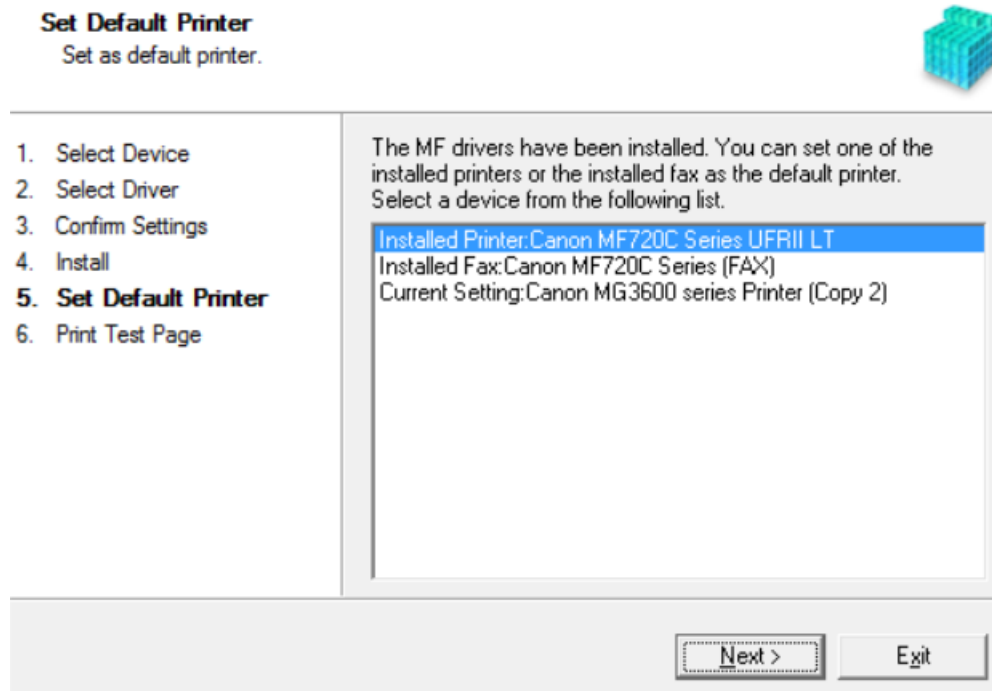 Set Default Printer
Set as default printer.
1. Select Device
2. Select Driver
3. Confirm Settings
4. Install
5. Set Default Printer
6. Print Test Page
The MF drivers have been installed. You can set one of the
installed printers or the installed fax as the default printer.
Select a device from the following list.
Installed Printer:Canon MF720C Series UFRII LT
Installed Fax:Canon MF720C Series (FAX)
Current Setting:Canon MG3600 series Printer (Copy 2)
Next >
Exit